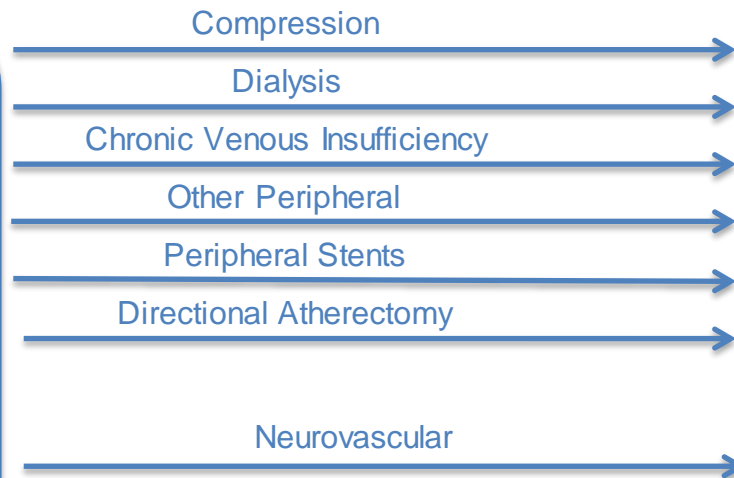 Compression
Dialysis
Chronic Venous Insufficiency
Other Peripheral
Peripheral Stents
Directional Atherectomy
Neurovascular